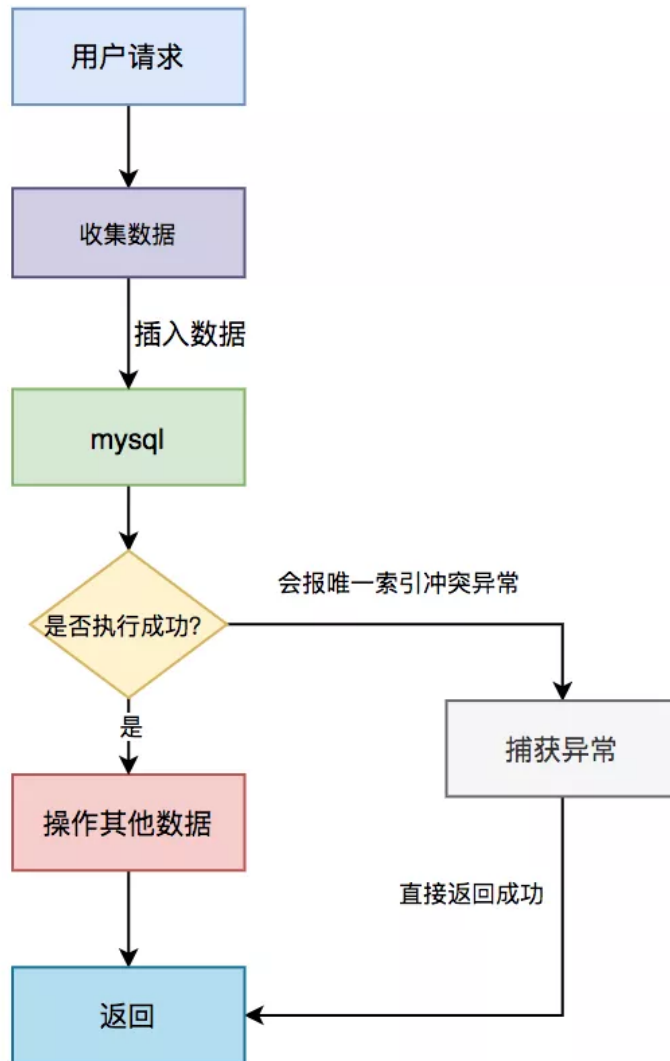 用户请求
收集数据
插入数据
mysql
是否执行成功?
会报唯一索引冲突异常
是
捕获异常
操作其他数据
直接返回成功
返回